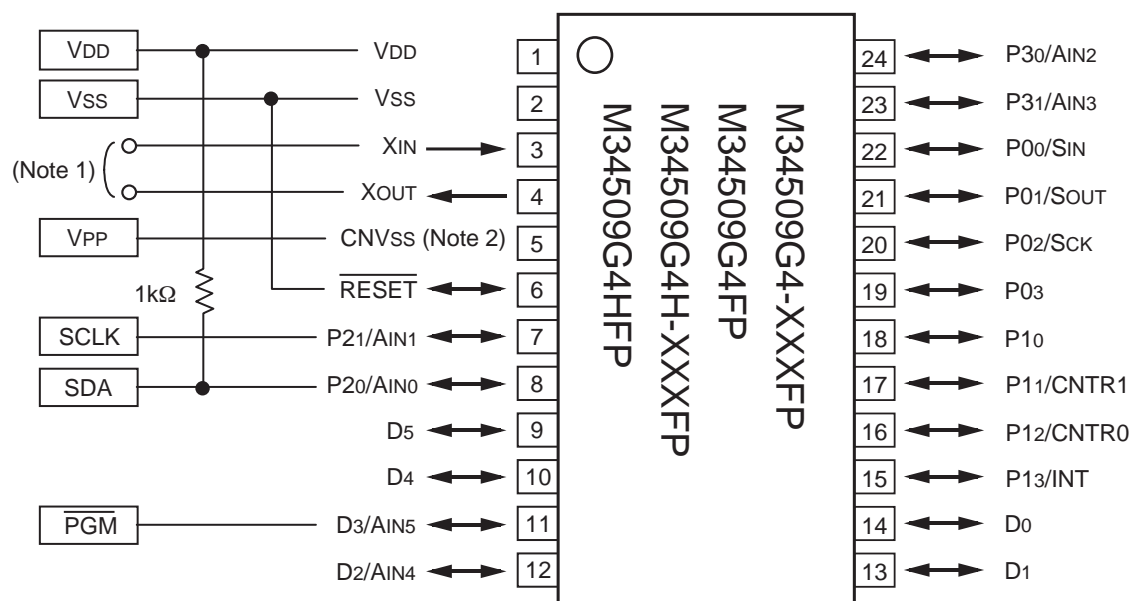 VDD VDD 1 24 P30/AIN2
VSS VSS 2 23 P31/AIN3
(Note 1) XIN 3 22 P00/SIN
XOUT 4 21 P01/SOUT
VPP CNVSS (Note 2) 5 20 P02/SCK
1kΩ RESET 6 19 P03
SCLK P21/AIN1 7 18 P10
SDA P20/AIN0 8 17 P11/CNTR1
D5 9 16 P12/CNTR0
D4 10 15 P13/INT
PGM D3/AIN5 11 14 D0
D2/AIN4 12 13 D1
M34509G4-XXXFP
M34509G4FP
M34509G4H-XXXFP
M34509G4HFP